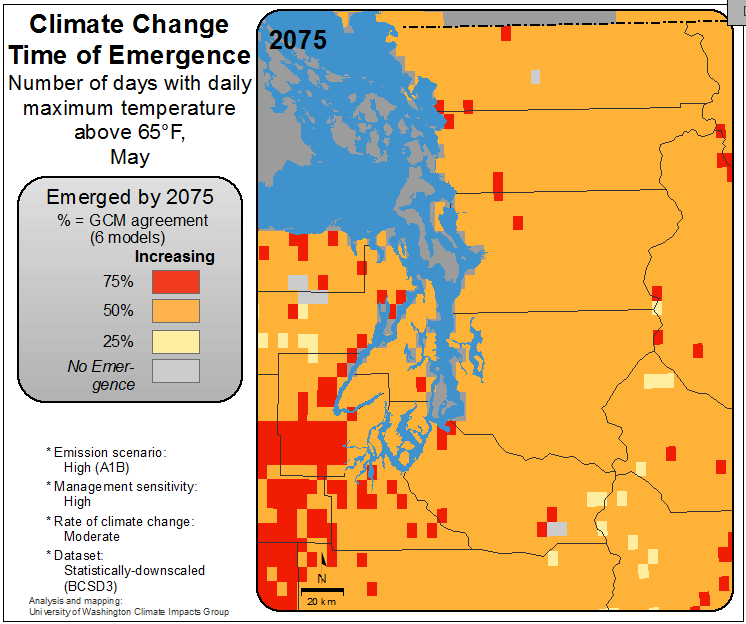 Climate Change
Time of Emergence
Number of days with daily
maximum temperature
above 65°F,
May
Emerged by 2075
% = GCM agreement
(6 models)
Increasing
75%
50%
25%
No Emer-
gence
* Emission scenario:
High (A1B)
* Management sensitivity:
High
* Rate of climate change:
Moderate
* Dataset:
Statistically-downscaled
(BCSD3)
Analysis and mapping:
University of Washington Climate Impacts Group
2075
N
20 km